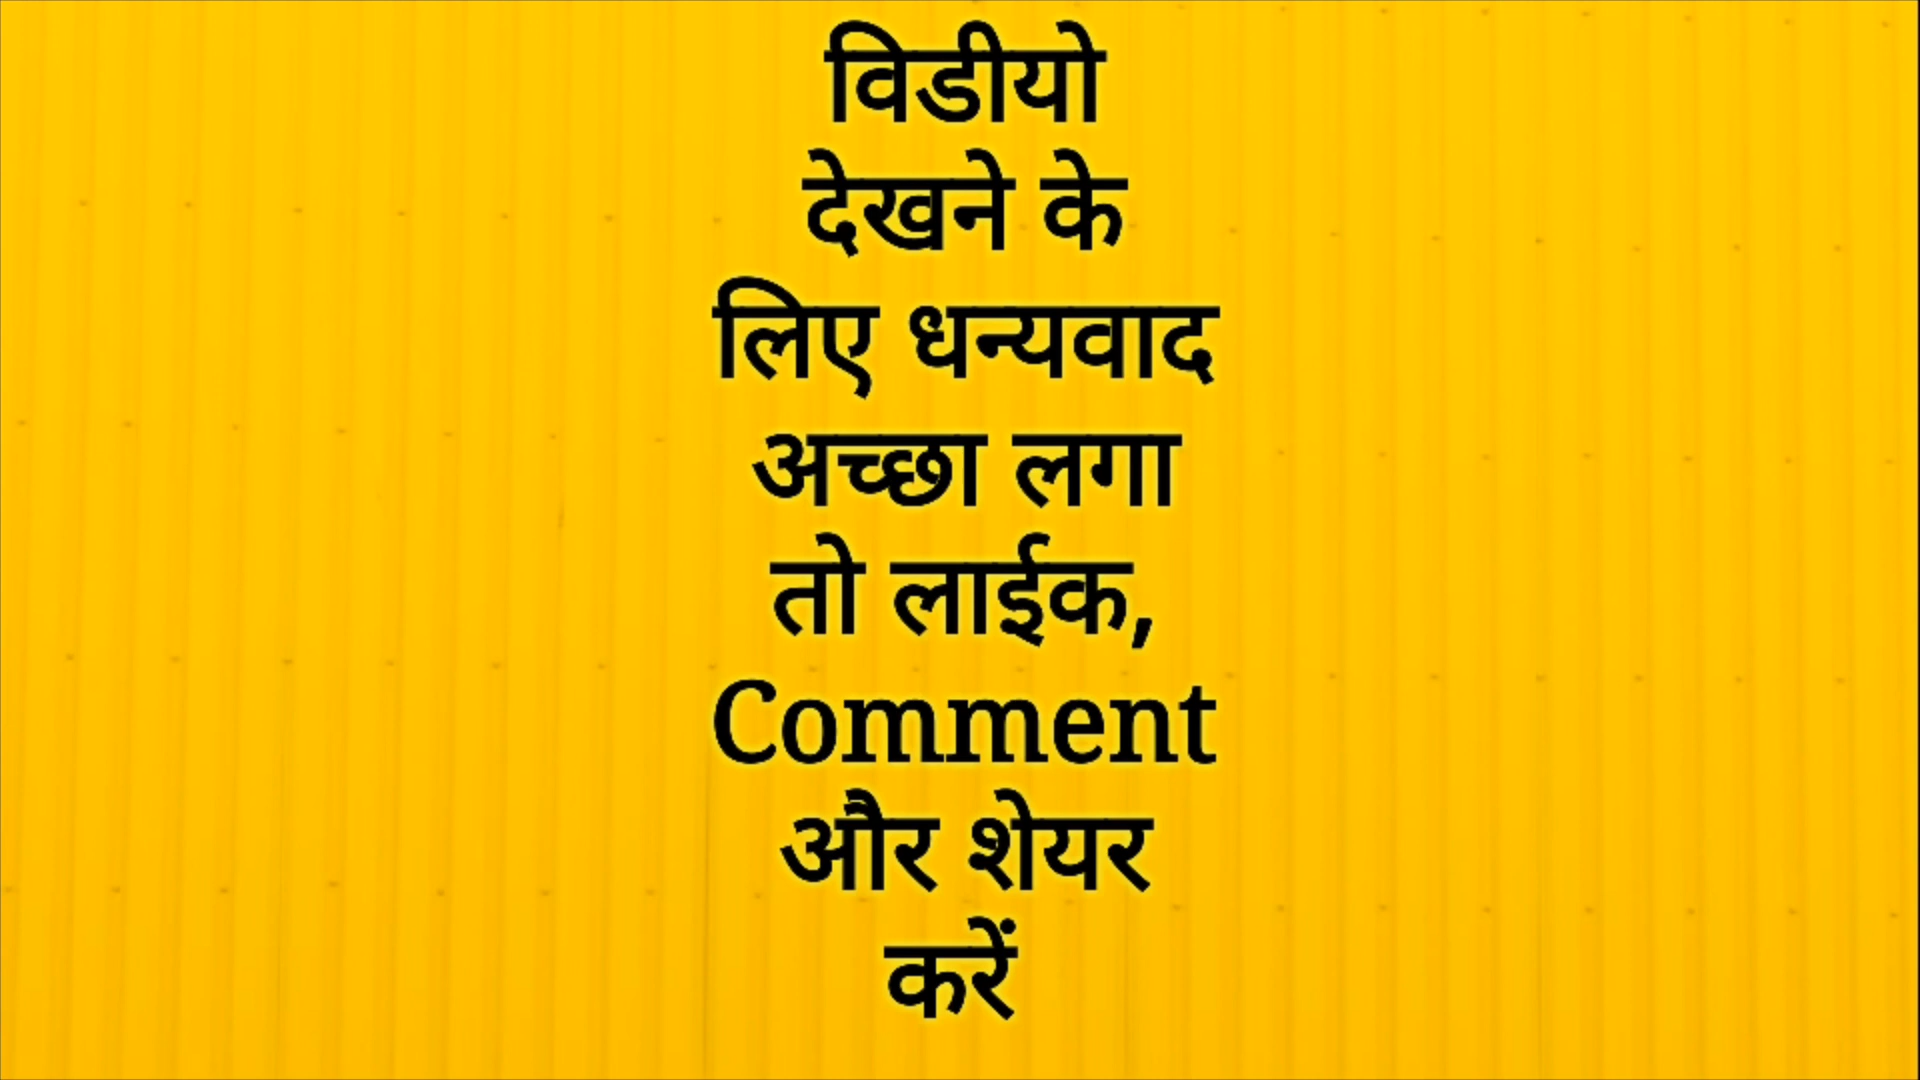 विडीयो
देखने के
लिए धन्यवाद
अच्छा लगा
तो लाईक,
Comment
और शेयर
करें